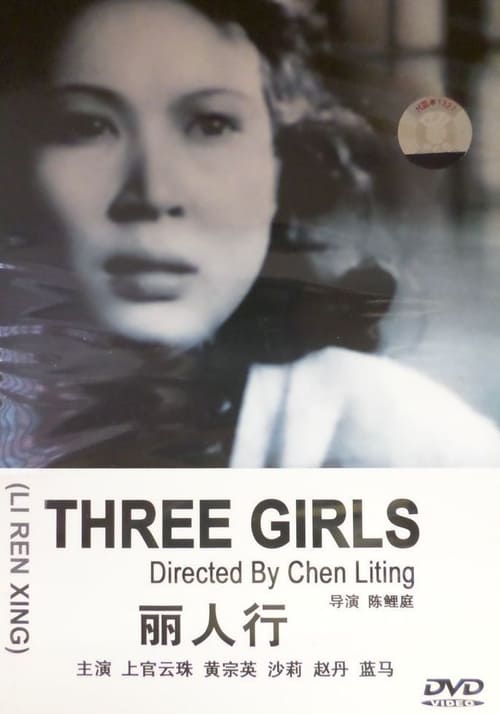 (LI REN XING)
THREE GIRLS
Directed By Chen Liting
导演 陈鲤庭
丽人行
主演 上官云珠 黄宗英 沙莉 赵丹 蓝马
DVD
VIDEO